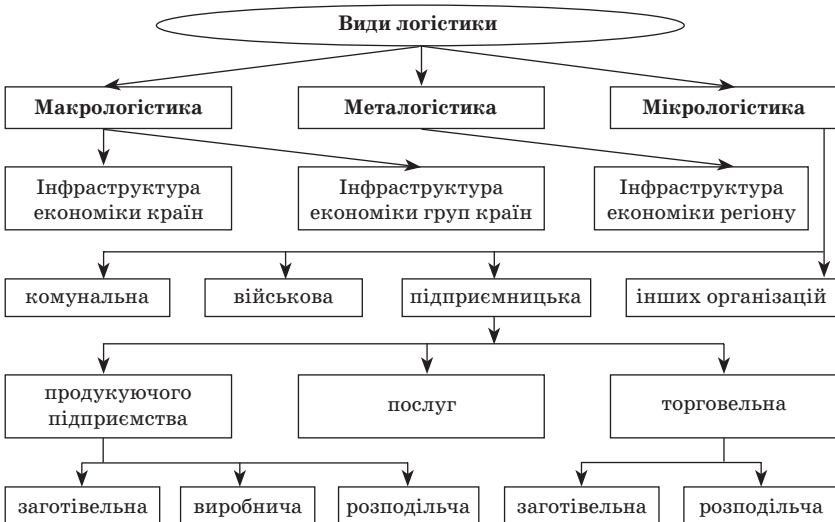 Види логістики
Макрологістика
Металогістика
Мікрологістика
Інфраструктура
економіки країн
Інфраструктура
економіки груп країн
Інфраструктура
економіки регіону
комунальна
військова
підприємницька
інших організацій
продукуючого
підприємства
послуг
торговельна
заготівельна
виробнича
розподільча
заготівельна
розподільча